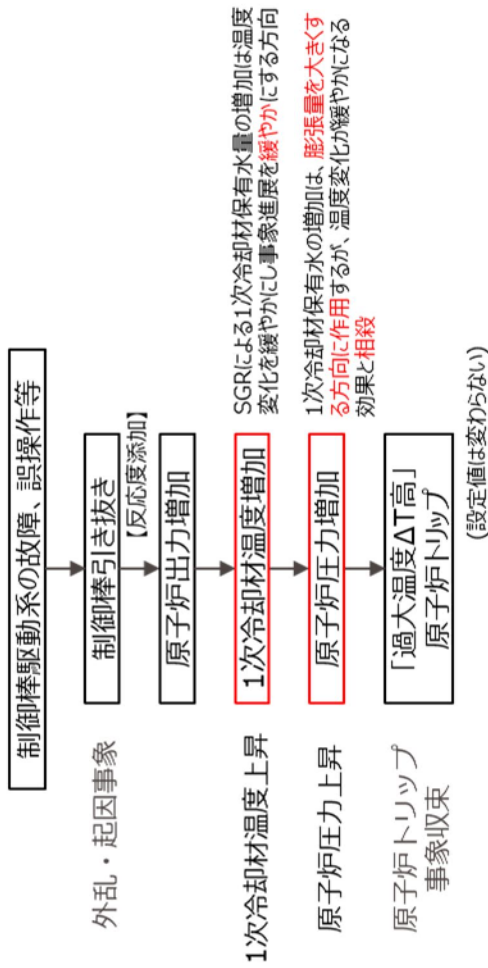 制御棒駆動系の故障、誤操作等
外乱・起因事象
制御棒引き抜き
【反応度添加】
原子炉出力増加
1次冷却材温度上昇
1次冷却材温度増加
SGRによる1次冷却材保有水量の増加は温度
変化を緩やかにし事象進展を緩やかにする方向
原子炉圧力上昇
原子炉圧力増加
1次冷却材保有水の増加は、膨張量を大きくす
る方向に作用するが、温度変化が緩やかになる
効果と相殺
原子炉トリップ
事象収束
「過大温度ΔT高」
原子炉トリップ
(設定値は変わらない)